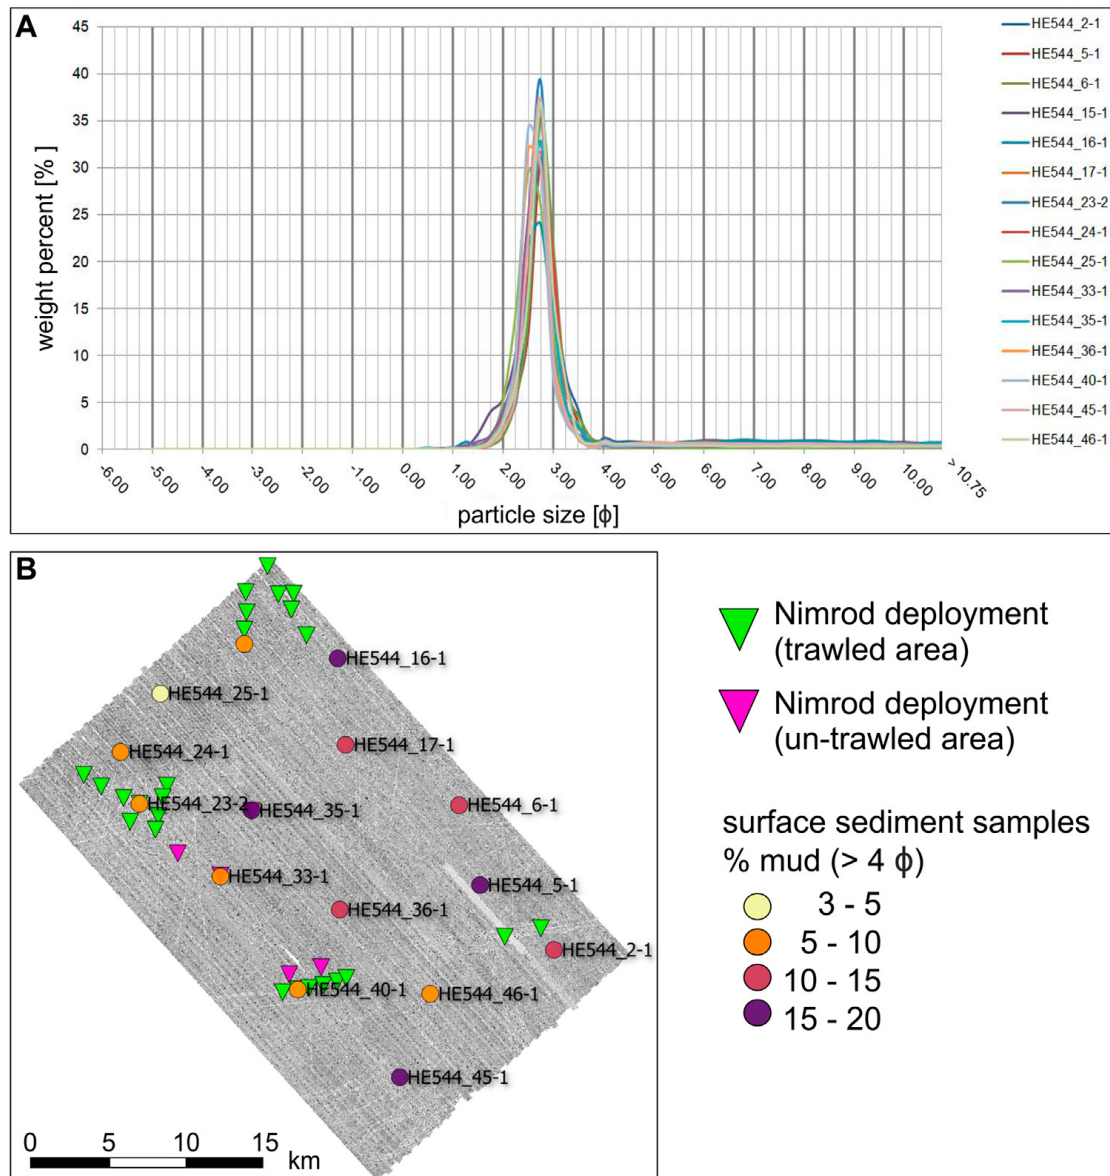 A
45
40
35
30
25
20
15
10
5
0
weight percent [% ]
-6.00
-5.00
-4.00
-3.00
-2.00
-1.00
0.00
1.00
2.00
3.00
4.00
5.00
6.00
7.00
8.00
9.00
10.00
> 10.75
particle size [ϕ]
HE544_2-1
HE544_5-1
HE544_6-1
HE544_15-1
HE544_16-1
HE544_17-1
HE544_23-2
HE544_24-1
HE544_25-1
HE544_33-1
HE544_35-1
HE544_36-1
HE544_40-1
HE544_45-1
HE544_46-1
B
HE544_16-1
HE544_25-1
HE544_17-1
HE544_24-1
HE544_23-2
HE544_35-1
HE544_6-1
HE544_33-1
HE544_5-1
HE544_36-1
HE544_2-1
HE544_40-1
HE544_46-1
HE544_45-1
0 5 10 15
km
Nimrod deployment
(trawled area)
Nimrod deployment
(un-trawled area)
surface sediment samples
% mud (> 4 ϕ)
3 - 5
5 - 10
10 - 15
15 - 20